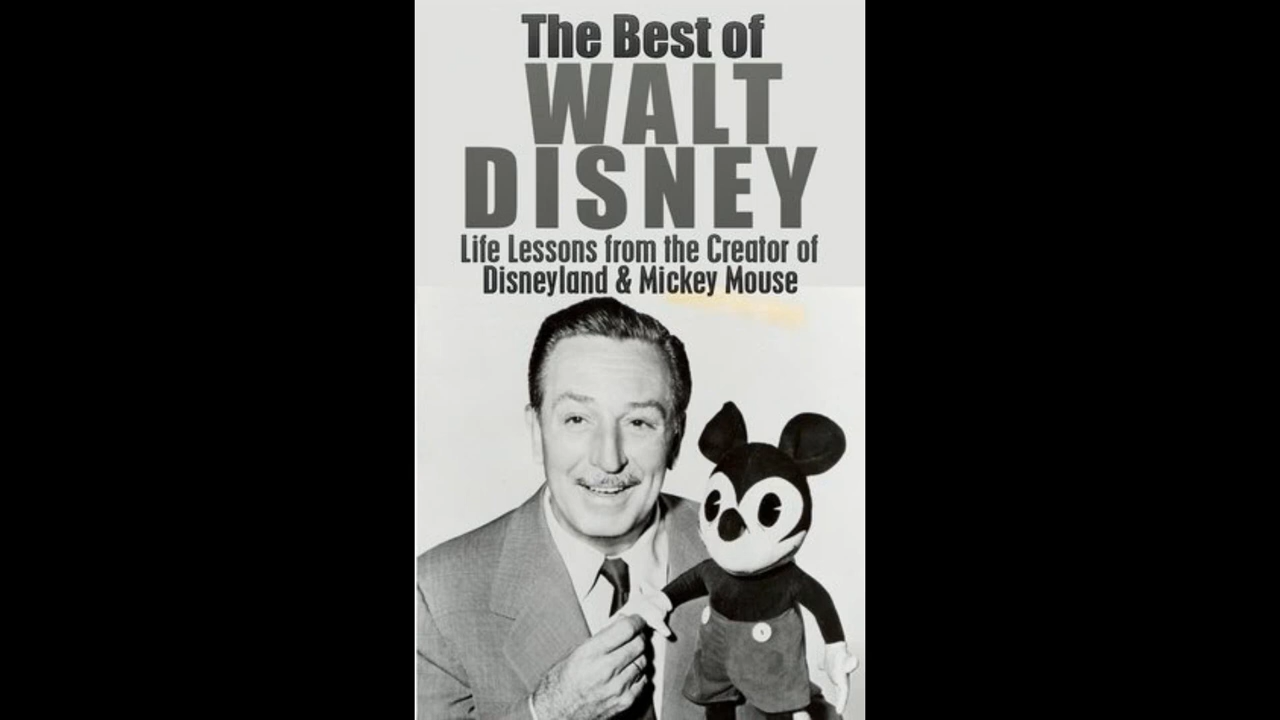 The Best of
WALT
DISNEY
Life Lessons from the Creator of
Disneyland & Mickey Mouse